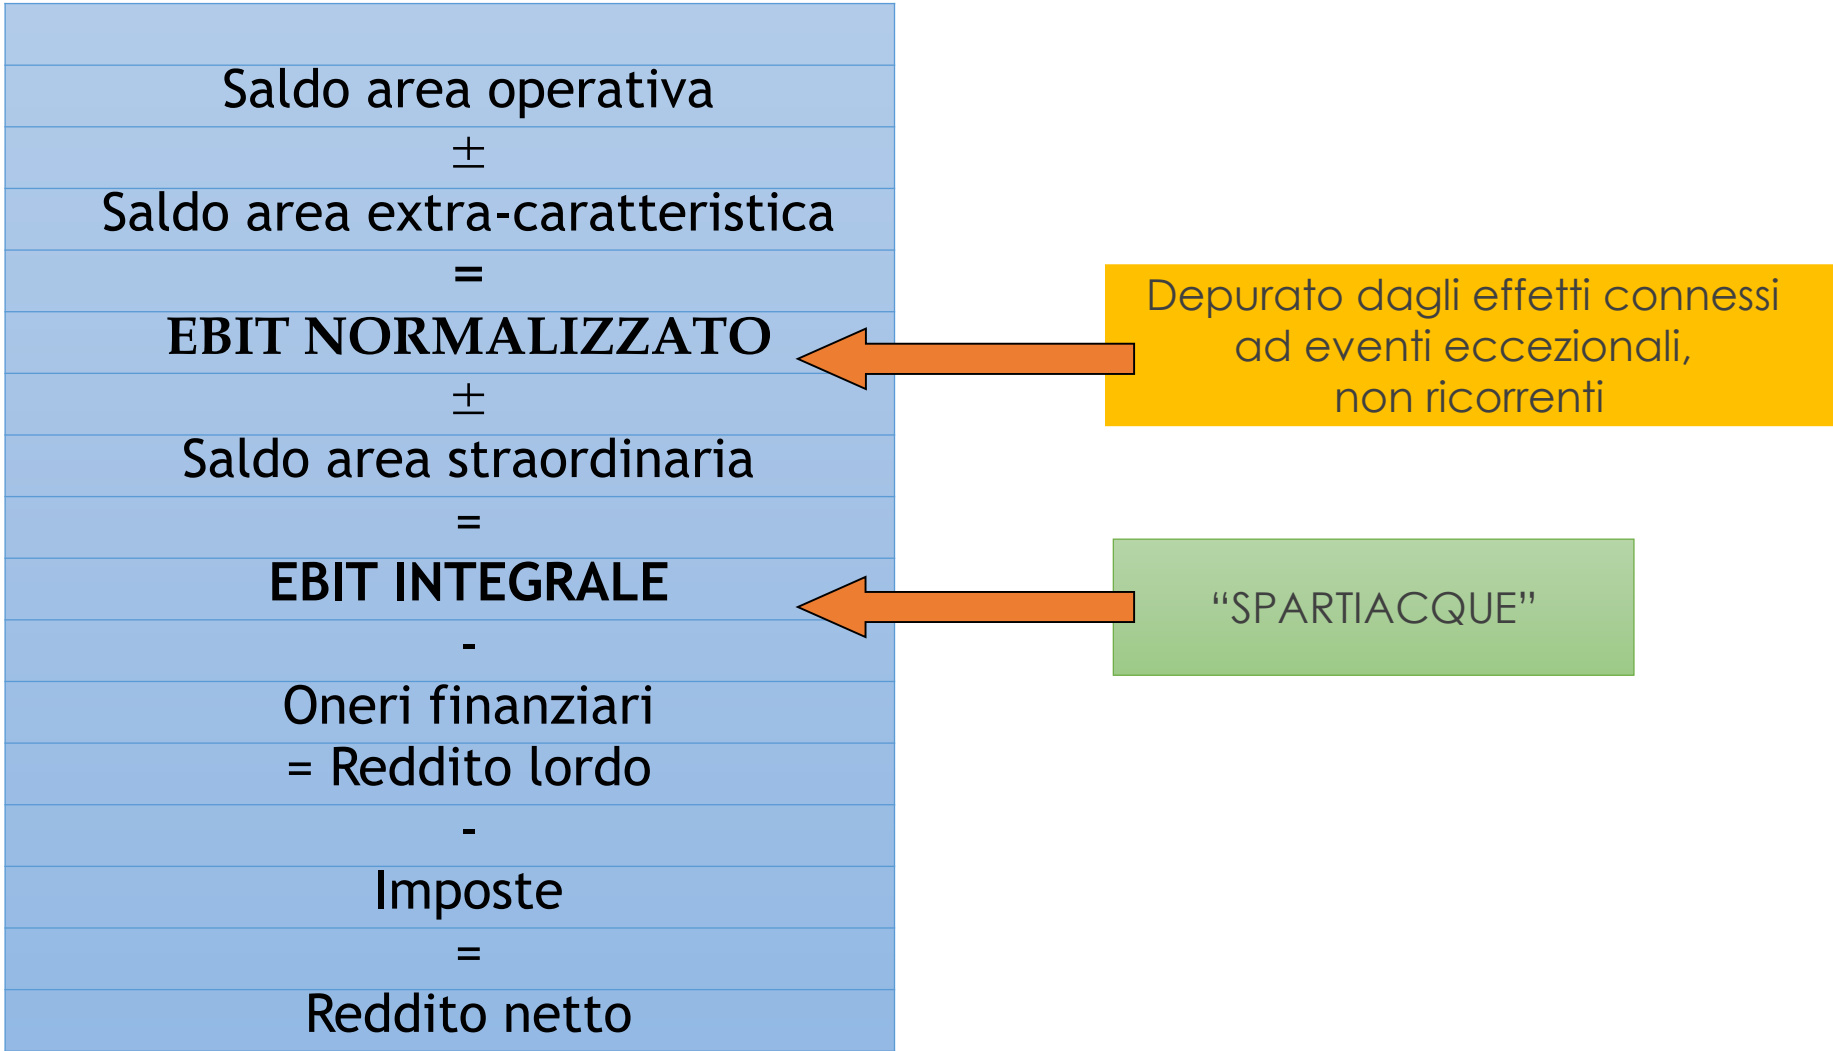 Saldo area operativa
±
Saldo area extra-caratteristica
=
EBIT NORMALIZZATO
±
Saldo area straordinaria
=
EBIT INTEGRALE
-
Oneri finanziari
= Reddito lordo
-
Imposte
=
Reddito netto
Depurato dagli effetti connessi
ad eventi eccezionali,
non ricorrenti
“SPARTIACQUE”